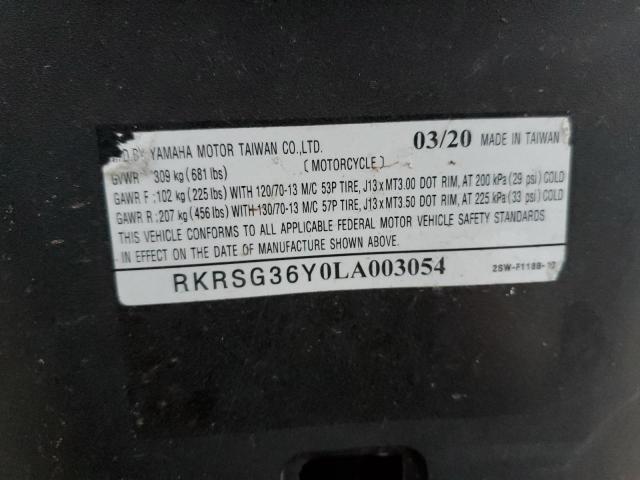 BY YAMAHA MOTOR TAIWAN CO.,LTD. 03/20 MADE IN TAIWAN
GVWR 309 kg (681 lbs) (MOTORCYCLE)
GAWR F : 102 kg (225 lbs) WITH 120/70-13 M/C 53P TIRE, J13 x MT3.00 DOT RIM, AT 200 kPa (29 psi) COLD
GAWR R : 207 kg (456 lbs) WITH 130/70-13 M/C 57P TIRE, J13 x MT3.50 DOT RIM, AT 225 kPa (33 psi) COLD
THIS VEHICLE CONFORMS TO ALL APPLICABLE FEDERAL MOTOR VEHICLE SAFETY STANDARDS
IN EFFECT ON THE DATE OF MANUFACTURE SHOWN ABOVE.
RKRSG36Y0LA003054 2SW-F118B-